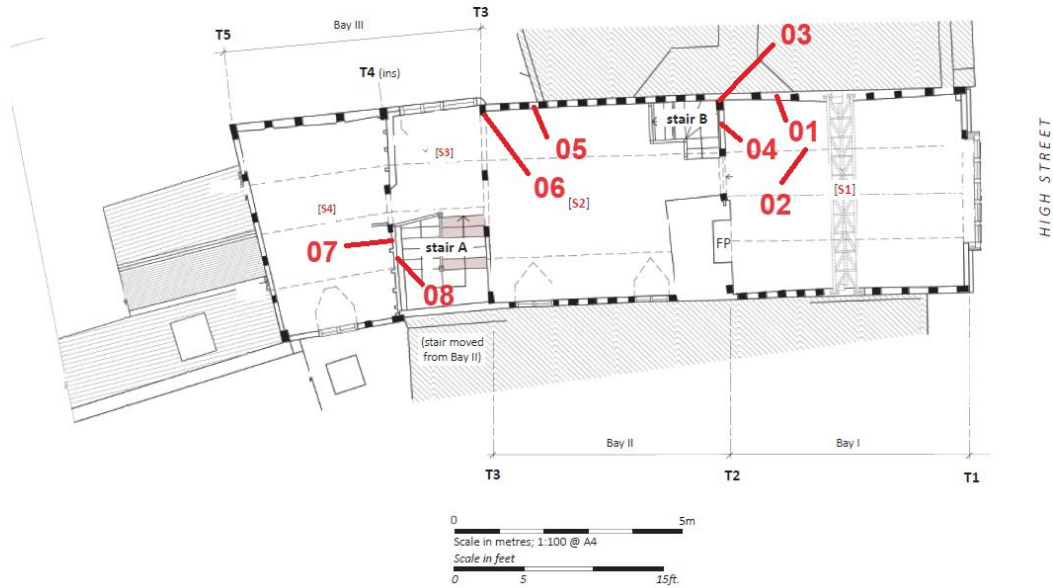 Bay III
T3
T5
T4 (ins)
03
stair B
01
04
05
[S3]
06
02
[S1]
[S2]
[S4]
07
stair A
FP
08
HIGH STREET
(stair moved
from Bay II)
Bay II
Bay I
T3
T2
T1
0
5m
Scale in metres; 1:100 @ A4
Scale in feet
0
5
15ft.